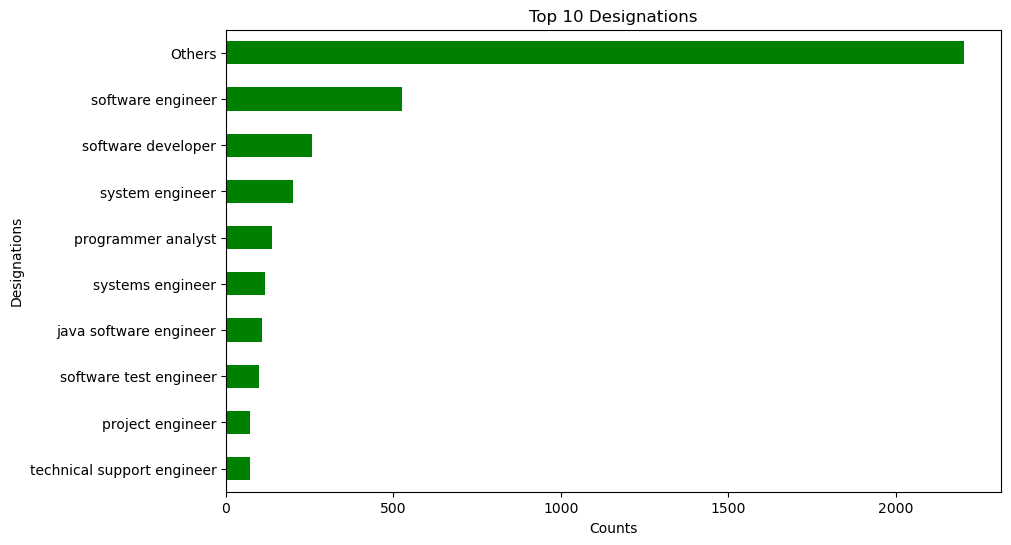 Top 10 Designations
Designations
Others
software engineer
software developer
system engineer
programmer analyst
systems engineer
java software engineer
software test engineer
project engineer
technical support engineer
0 500 1000 1500 2000
Counts